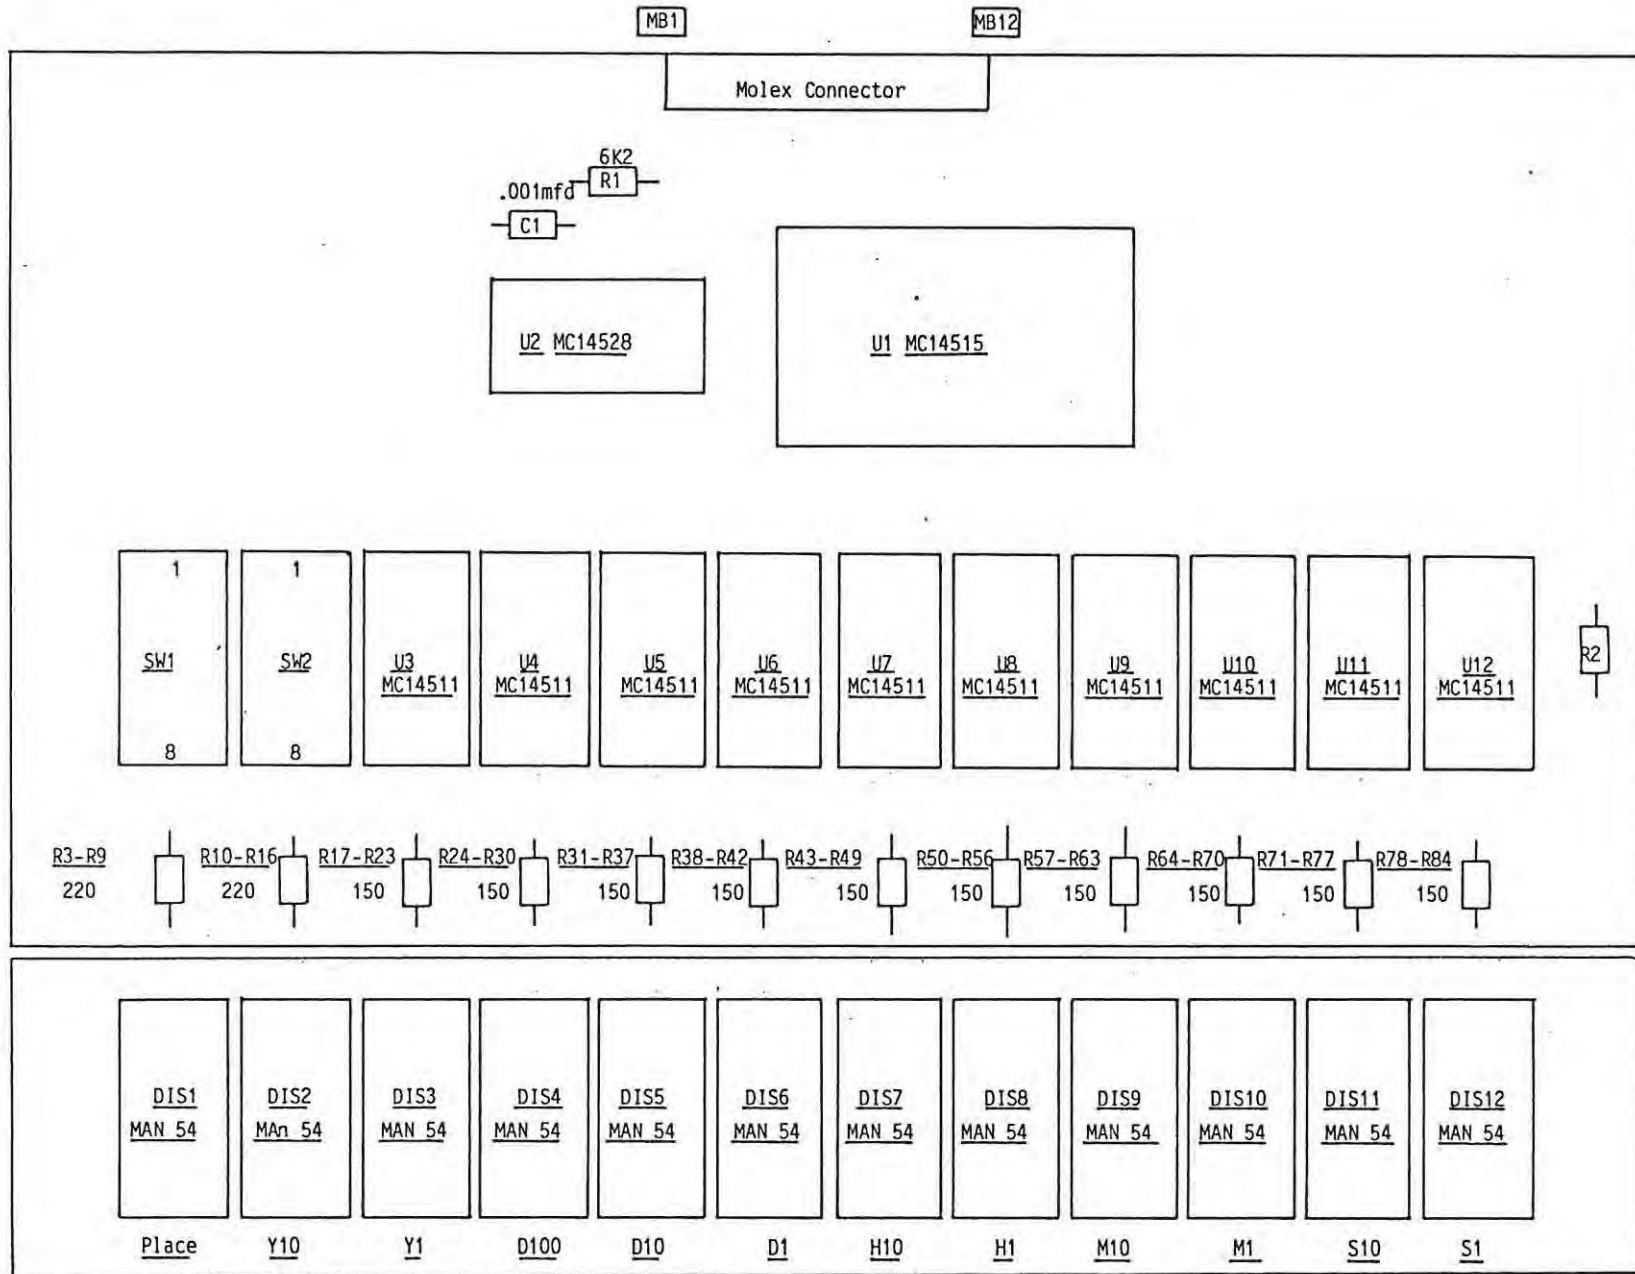 MB1 MB12
Molex Connector
6K2
R1
.001mfd
C1
U2 MC14528
U1 MC14515
1 1
SW1 SW2 U3 U4 U5 U6 U7 U8 U9 U10 U11 U12 R2
MC14511 MC14511 MC14511 MC14511 MC14511 MC14511 MC14511 MC14511 MC14511 MC14511
8 8
R3-R9 R10-R16 R17-R23 R24-R30 R31-R37 R38-R42 R43-R49 R50-R56 R57-R63 R64-R70 R71-R77 R78-R84
220 220 150 150 150 150 150 150 150 150 150 150
DIS1 DIS2 DIS3 DIS4 DIS5 DIS6 DIS7 DIS8 DIS9 DIS10 DIS11 DIS12
MAN 54 MAn 54 MAN 54 MAN 54 MAN 54 MAN 54 MAN 54 MAN 54 MAN 54 MAN 54 MAN 54 MAN 54
Place Y10 Y1 D100 D10 D1 H10 H1 M10 M1 S10 S1